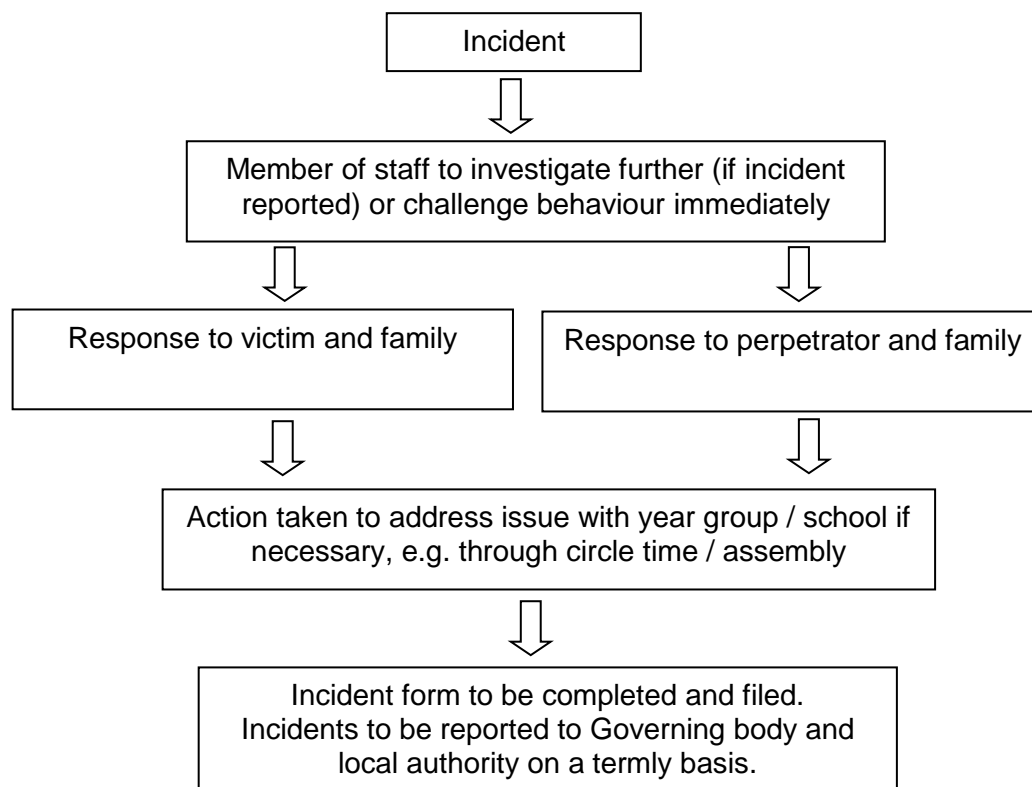 Incident
Member of staff to investigate further (if incident
reported) or challenge behaviour immediately
Response to victim and family
Response to perpetrator and family
Action taken to address issue with year group / school if
necessary, e.g. through circle time / assembly
Incident form to be completed and filed.
Incidents to be reported to Governing body and
local authority on a termly basis.